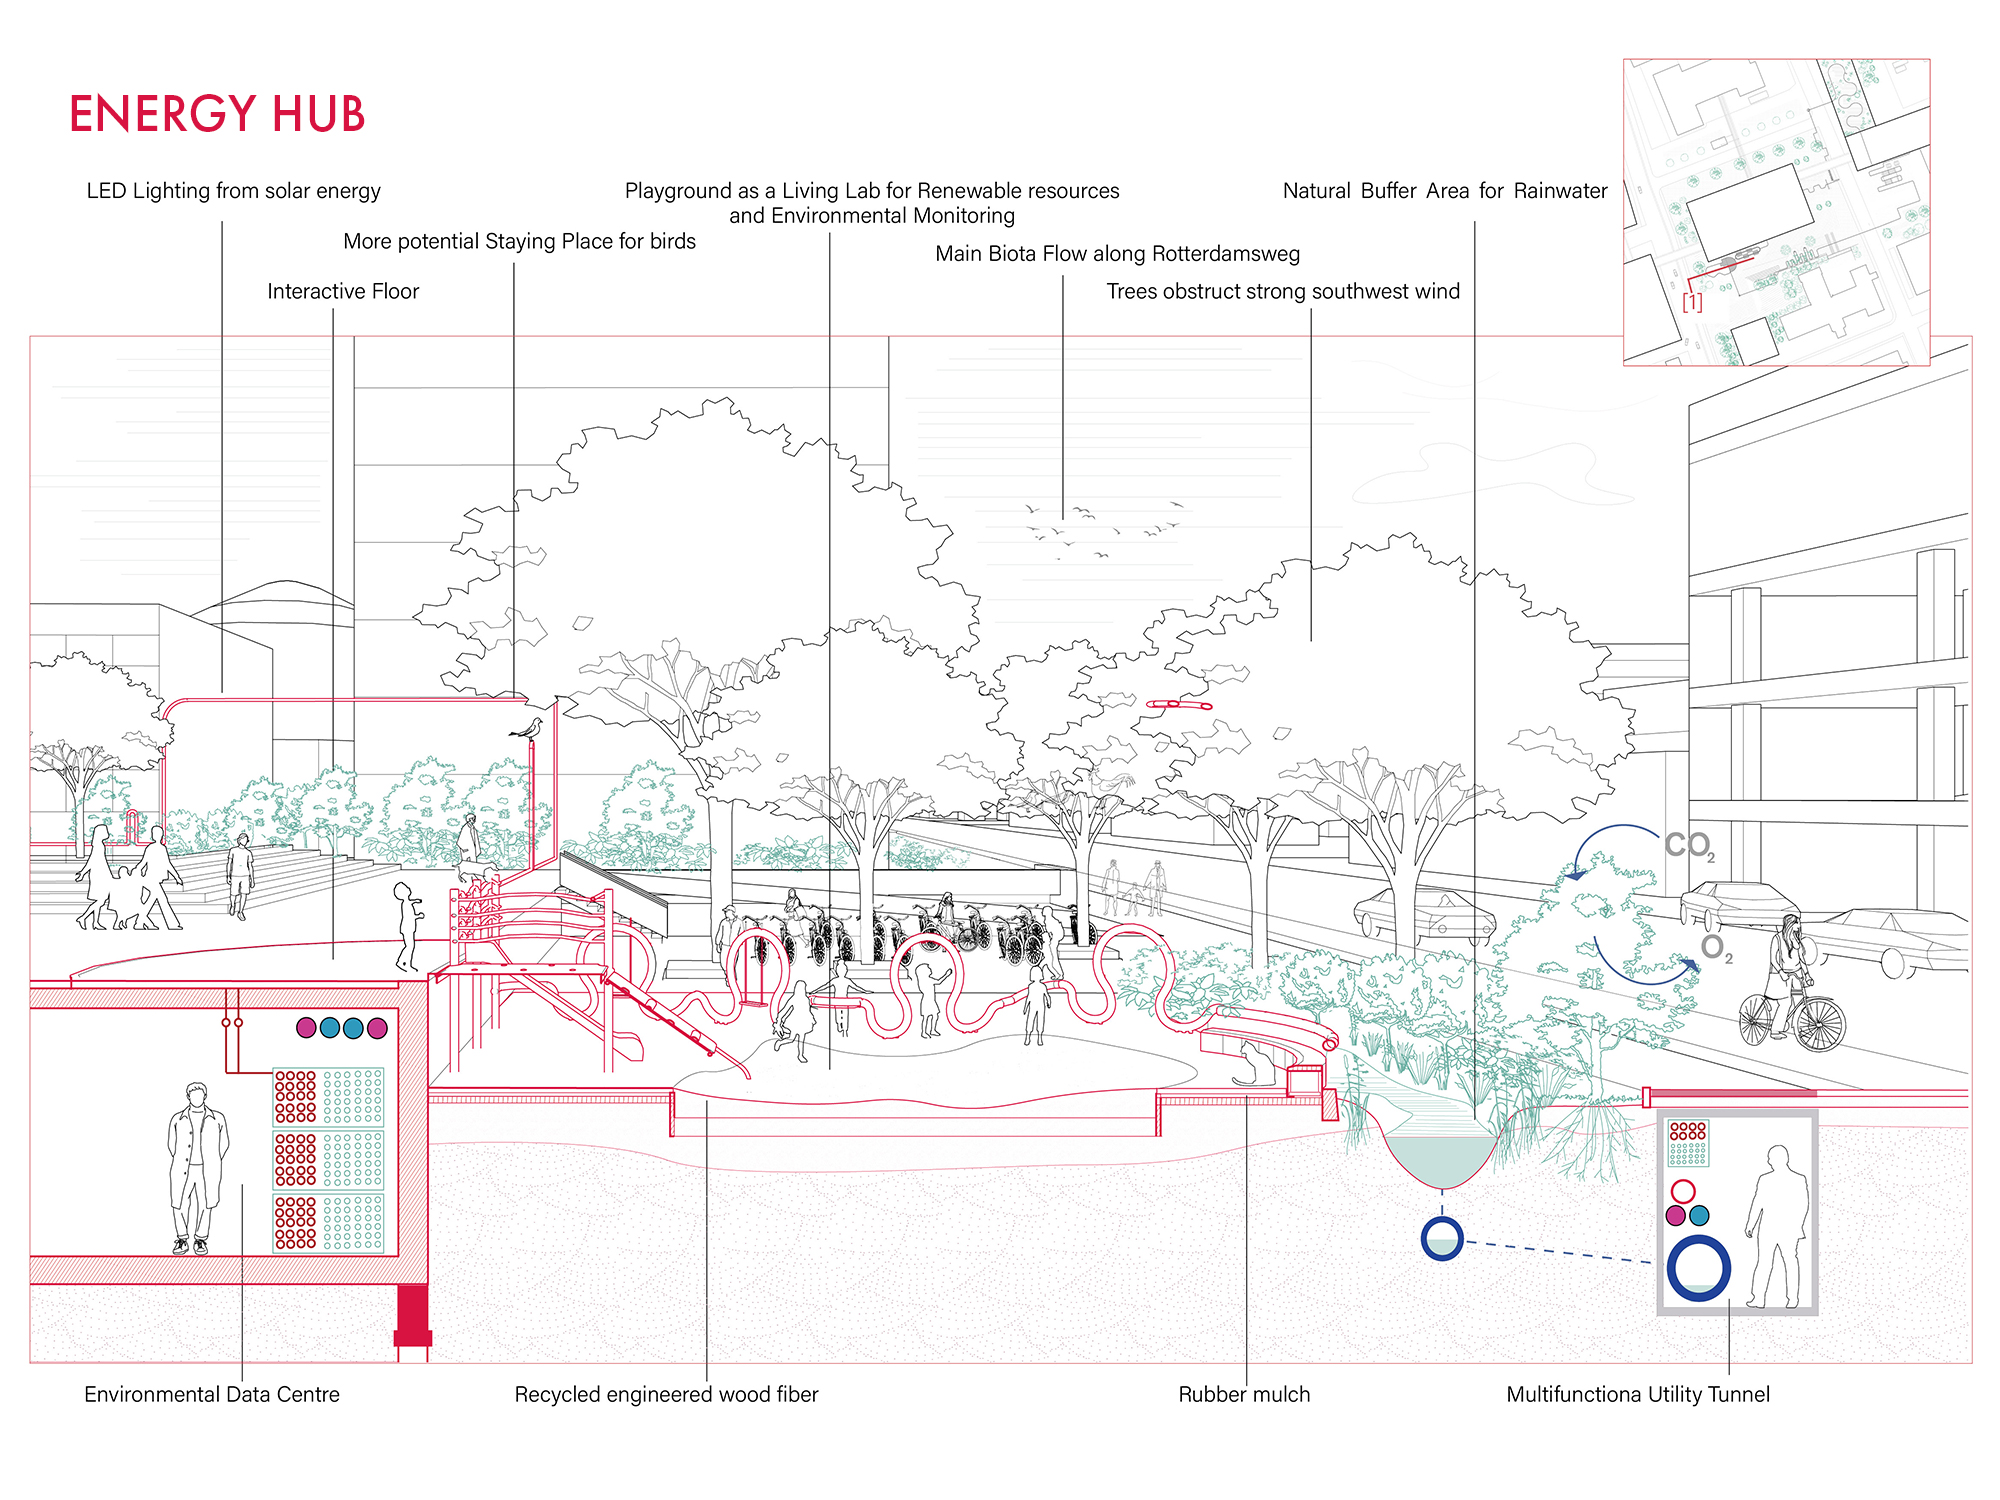 ENERGY HUB
LED Lighting from solar energy
Playground as a Living Lab for Renewable resources
and Environmental Monitoring
Natural Buffer Area for Rainwater
More potential Staying Place for birds
Main Biota Flow along Rotterdamsweg
Interactive Floor
Trees obstruct strong southwest wind
[1]
CO2
O2
Environmental Data Centre
Recycled engineered wood fiber
Rubber mulch
Multifunctiona Utility Tunnel